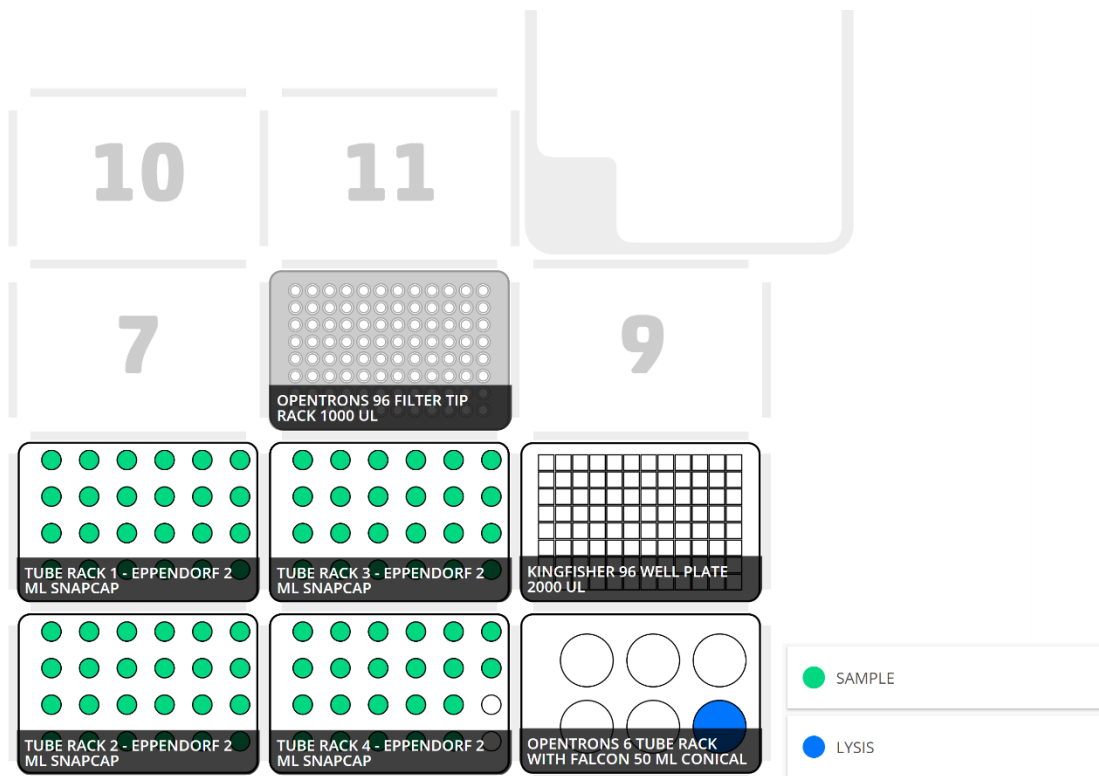 10
11
7
OPENTRONS 96 FILTER TIP
RACK 1000 UL
9
TUBE RACK 1 - EPPENDORF 2
ML SNAPCAP
TUBE RACK 3 - EPPENDORF 2
ML SNAPCAP
KINGFISHER 96 WELL PLATE
2000 UL
TUBE RACK 2 - EPPENDORF 2
ML SNAPCAP
TUBE RACK 4 - EPPENDORF 2
ML SNAPCAP
OPENTRONS 6 TUBE RACK
WITH FALCON 50 ML CONICAL
SAMPLE
LYSIS